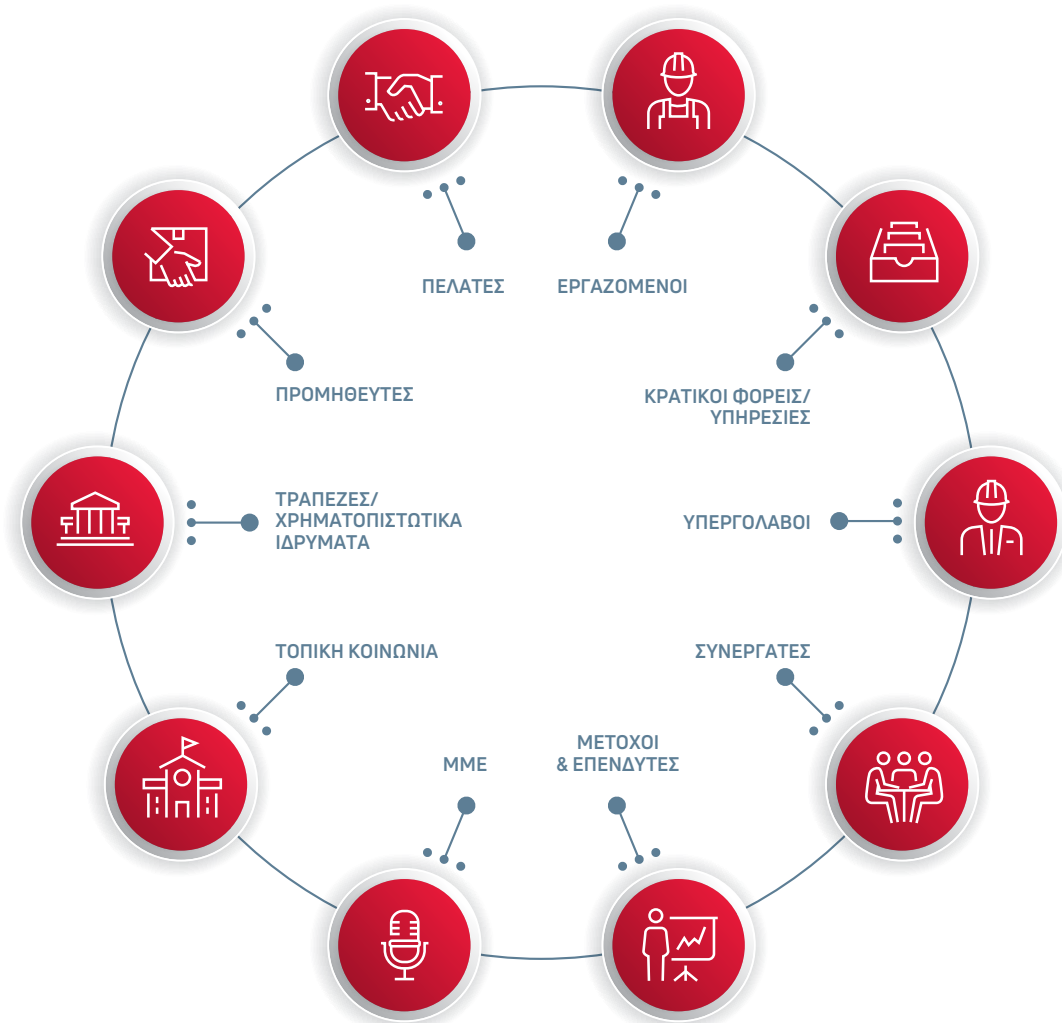 ΠΕΛΑΤΕΣ
ΕΡΓΑΖΟΜΕΝΟΙ
ΠΡΟΜΗΘΕΥΤΕΣ
ΚΡΑΤΙΚΟΙ ΦΟΡΕΙΣ/
ΥΠΗΡΕΣΙΕΣ
ΤΡΑΠΕΖΕΣ/
ΧΡΗΜΑΤΟΠΙΣΤΩΤΙΚΑ
ΙΔΡΥΜΑΤΑ
ΥΠΕΡΓΟΛΑΒΟΙ
ΤΟΠΙΚΗ ΚΟΙΝΩΝΙΑ
ΣΥΝΕΡΓΑΤΕΣ
ΜΜΕ
ΜΕΤΟΧΟΙ
& ΕΠΕΝΔΥΤΕΣ